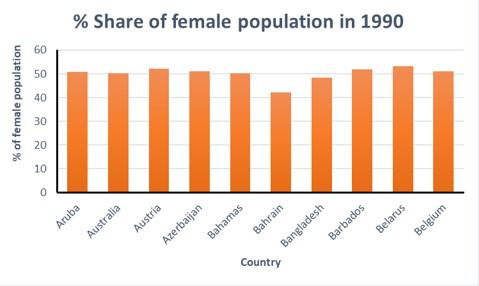 % Share of female population in 1990
% of female population
60
50
40
30
20
10
0
Aruba
Australia
Austria
Azerbaijan
Bahamas
Bahrain
Bangladesh
Barbados
Belarus
Belgium
Country